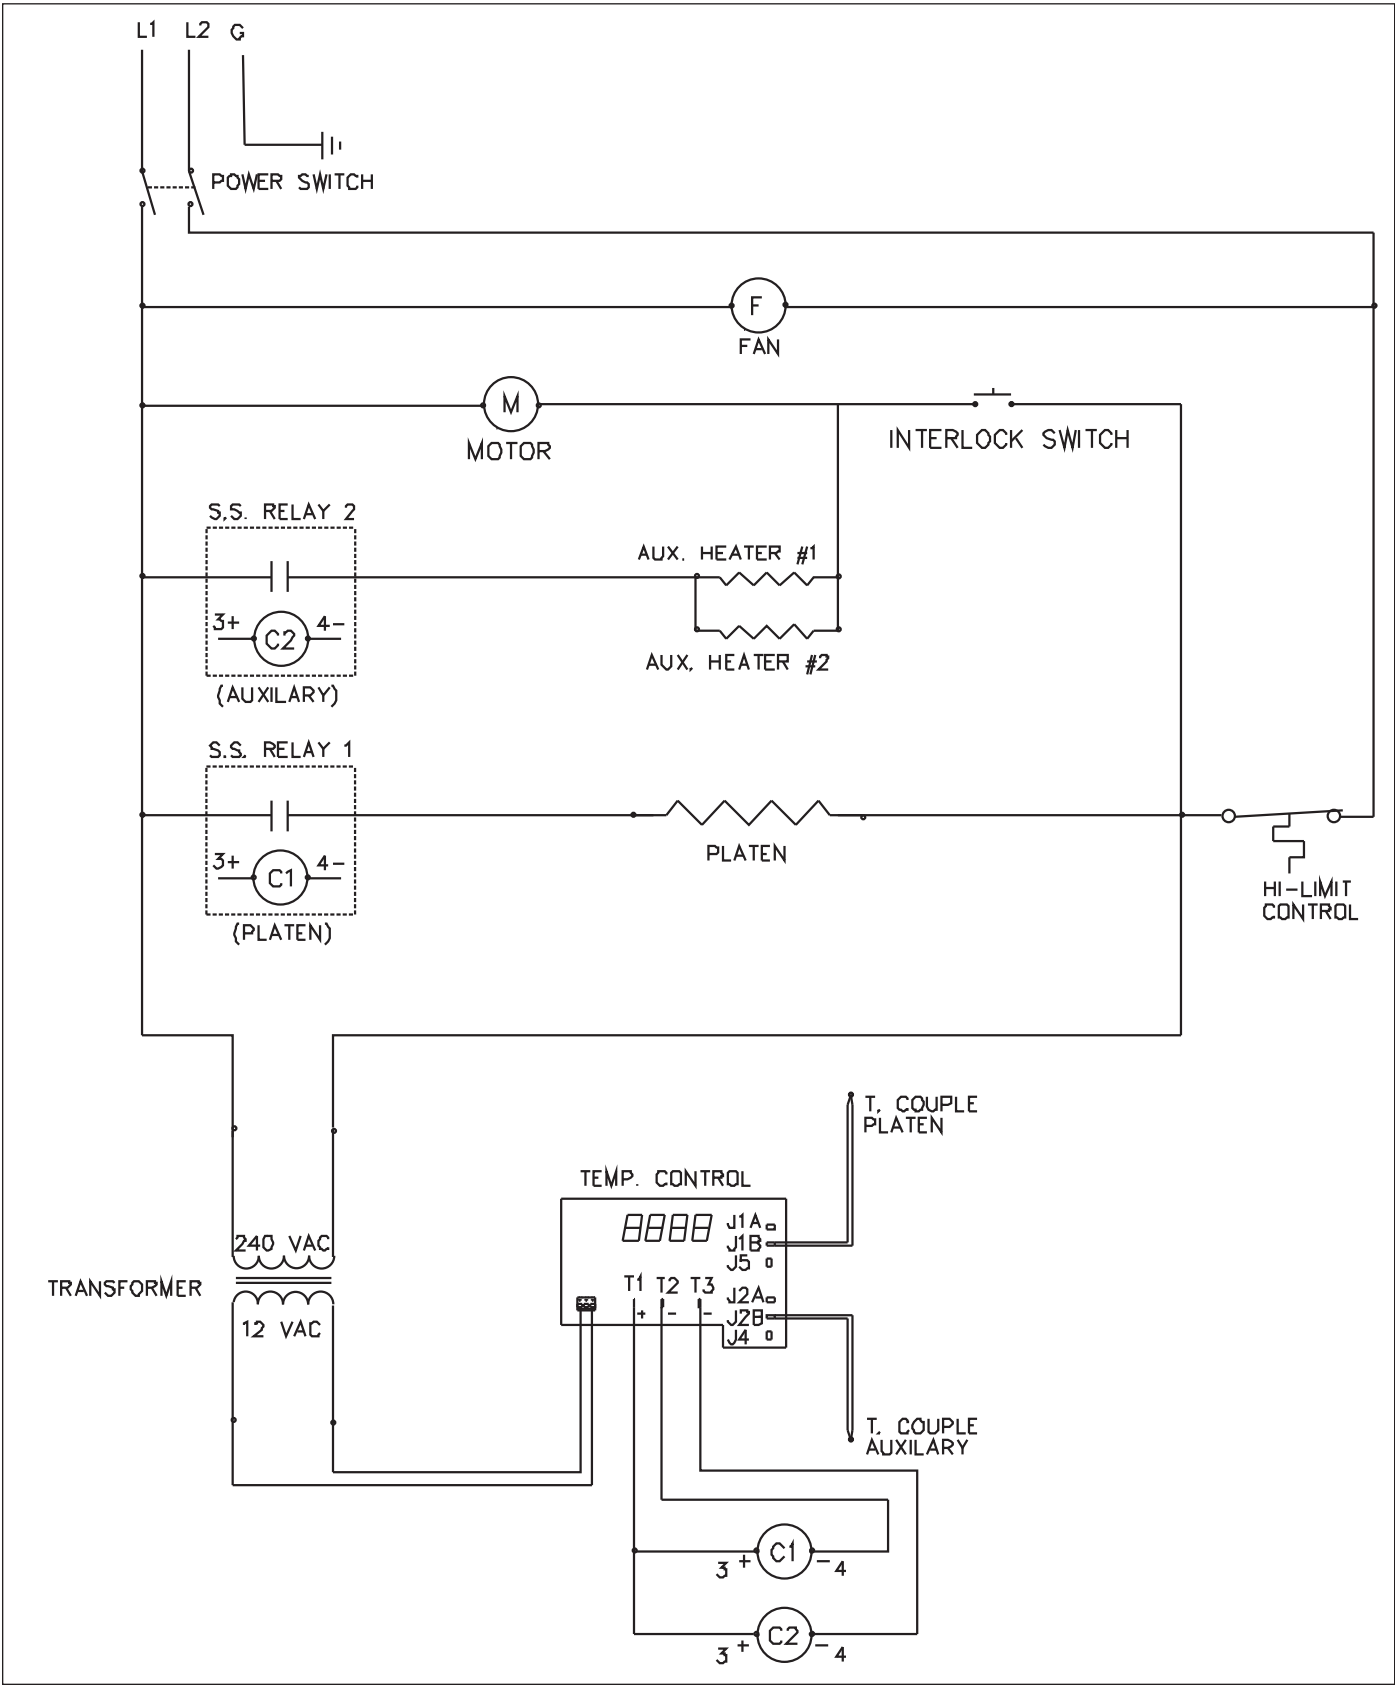 L1 L2 G
POWER SWITCH
F
FAN
M
MOTOR
INTERLOCK SWITCH
S,S. RELAY 2
AUX. HEATER #1
3+ C2 4-
AUX, HEATER #2
(AUXILARY)
S.S. RELAY 1
PLATEN
3+ C1 4-
HI-LIMIT
CONTROL
(PLATEN)
T, COUPLE
PLATEN
TEMP. CONTROL
8888
J1A
J1B
J5
240 VAC
TRANSFORMER
12 VAC
T1 T2 T3
+ - -
J2A
J2B
J4
T, COUPLE
AUXILARY
3 + C1 - 4
3 + C2 - 4